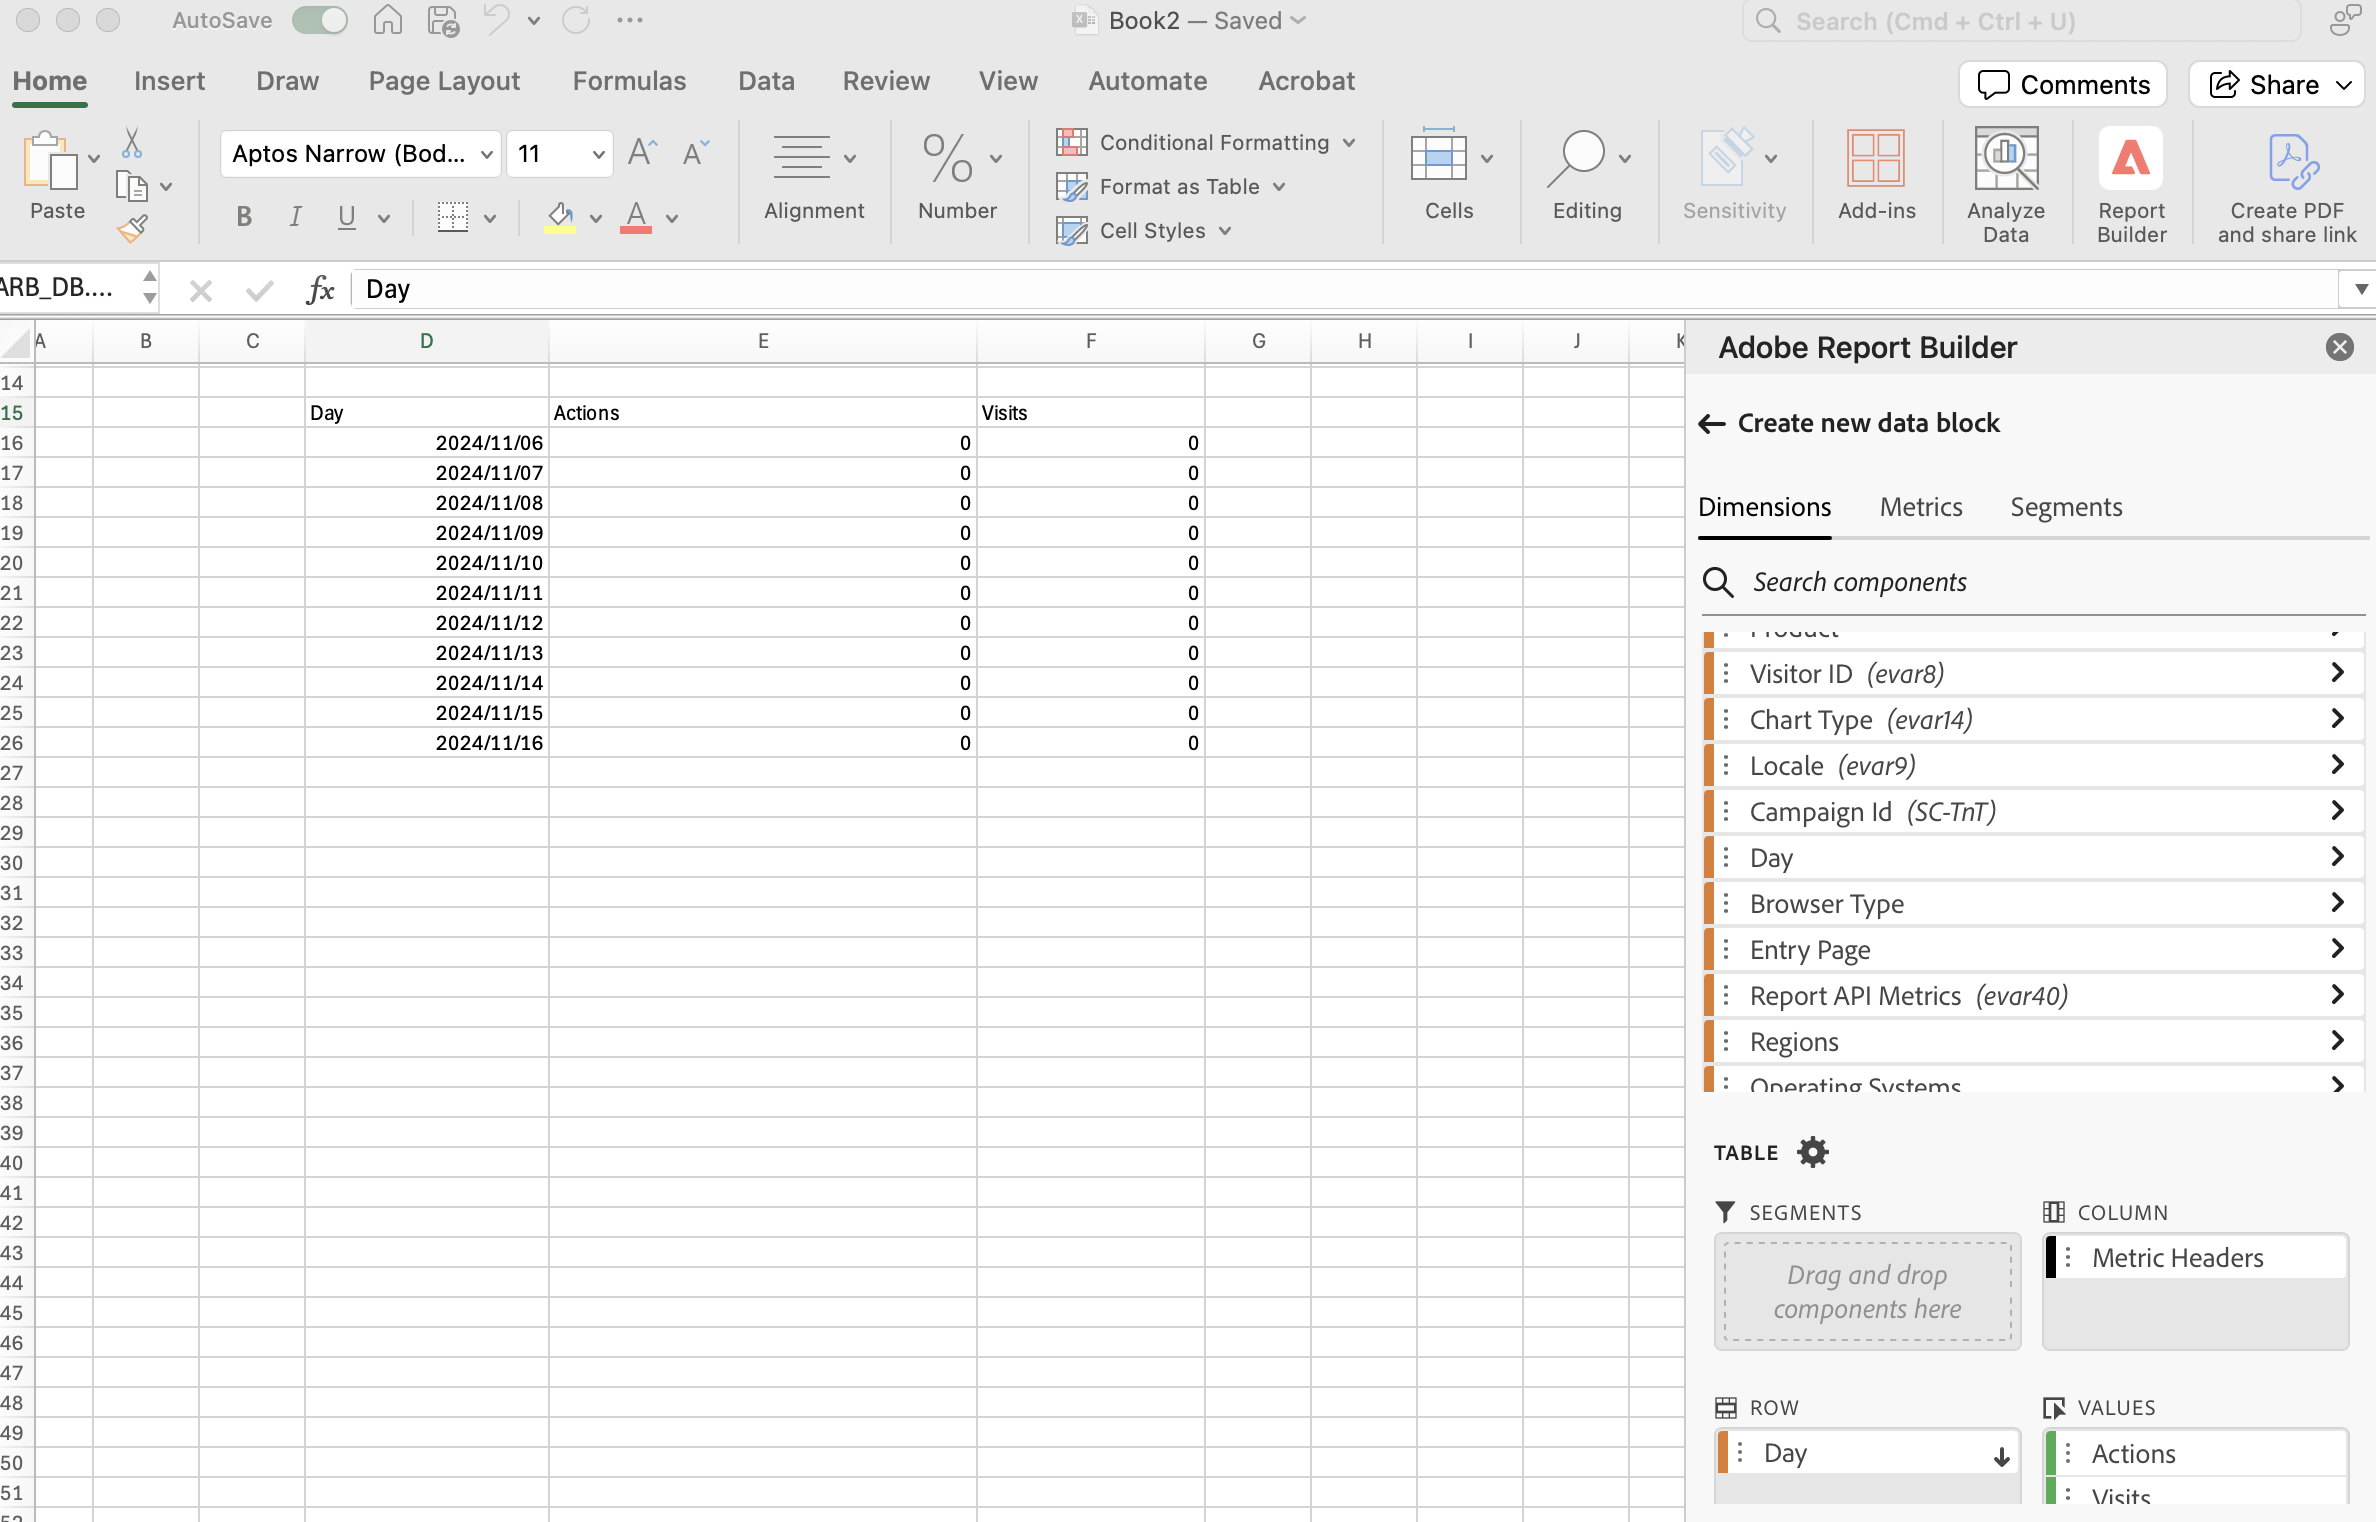 AutoSave
Book2 — Saved
Search (Cmd + Ctrl + U)
Home Insert Draw Page Layout Formulas Data Review View Automate Acrobat
Comments Share
Paste
Aptos Narrow (Bod... 11
B I U A
Alignment
Number
Conditional Formatting
Format as Table
Cell Styles
Cells
Editing
Sensitivity
Add-ins
Analyze Data
Report Builder
Create PDF and share link
ARB_DB.... fx Day
A B C D E F G H I J K
14
15 Day Actions Visits
16 2024/11/06 0 0
17 2024/11/07 0 0
18 2024/11/08 0 0
19 2024/11/09 0 0
20 2024/11/10 0 0
21 2024/11/11 0 0
22 2024/11/12 0 0
23 2024/11/13 0 0
24 2024/11/14 0 0
25 2024/11/15 0 0
26 2024/11/16 0 0
27
28
29
30
31
32
33
34
35
36
37
38
39
40
41
42
43
44
45
46
47
48
49
50
51
52
Adobe Report Builder
Create new data block
Dimensions Metrics Segments
Search components
Product
Visitor ID (evar8)
Chart Type (evar14)
Locale (evar9)
Campaign Id (SC-TnT)
Day
Browser Type
Entry Page
Report API Metrics (evar40)
Regions
Operating Systems
TABLE
SEGMENTS
Drag and drop
components here
COLUMN
Metric Headers
ROW
Day
VALUES
Actions
Visits